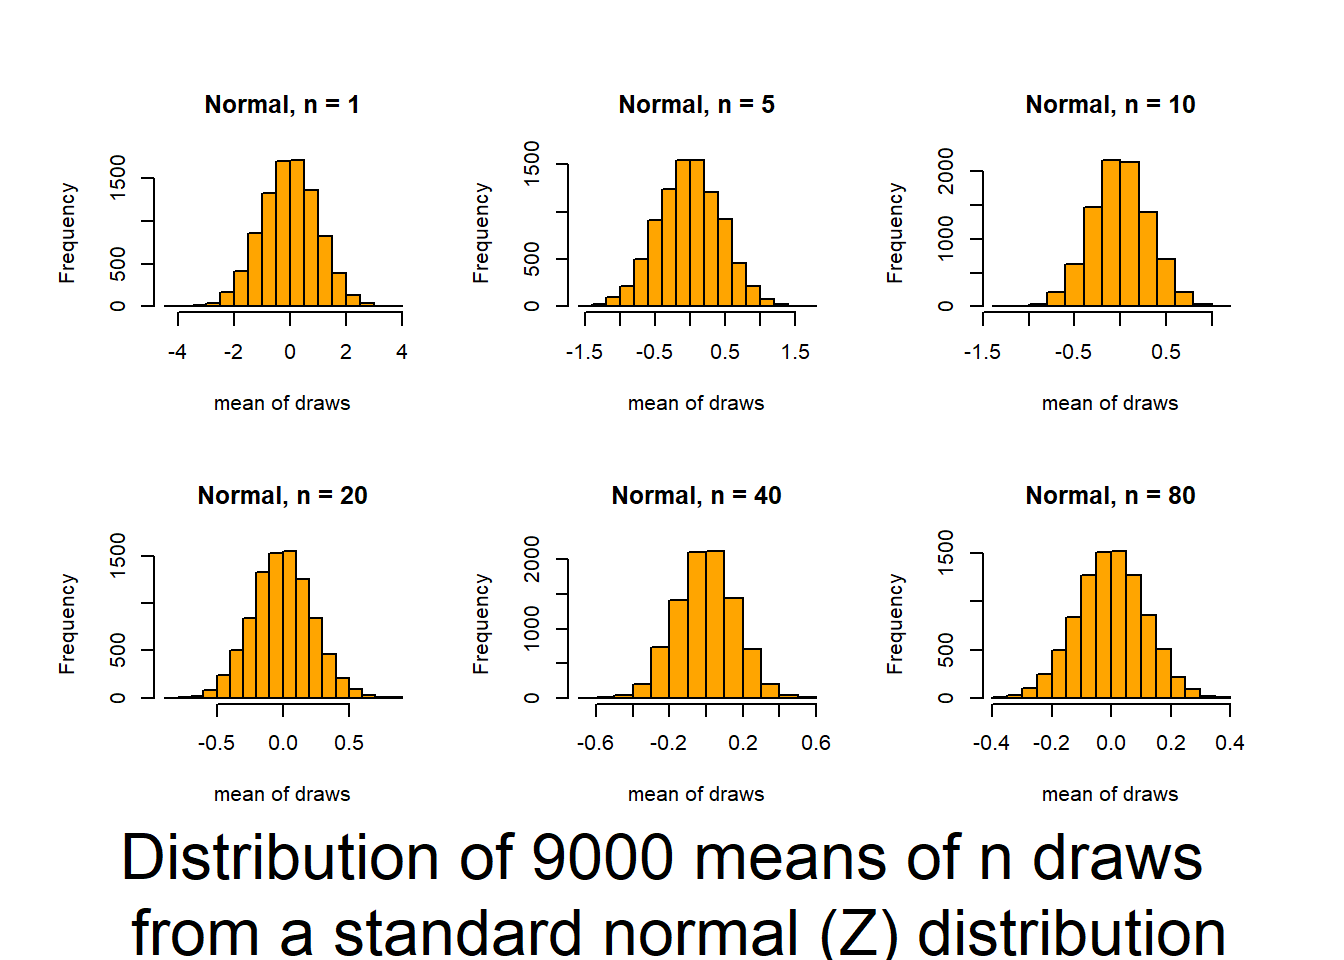 Normal, n = 1
Frequency
1500
500
0
-4 -2 0 2 4
mean of draws
Normal, n = 5
Frequency
1500
500
0
-1.5 -0.5 0.5 1.5
mean of draws
Normal, n = 10
Frequency
2000
1000
0
-1.5 -0.5 0.5
mean of draws
Normal, n = 20
Frequency
1500
500
0
-0.5 0.0 0.5
mean of draws
Normal, n = 40
Frequency
2000
1000
0
-0.6 -0.2 0.2 0.6
mean of draws
Normal, n = 80
Frequency
1500
500
0
-0.4 -0.2 0.0 0.2 0.4
mean of draws
Distribution of 9000 means of n draws
from a standard normal (Z) distribution